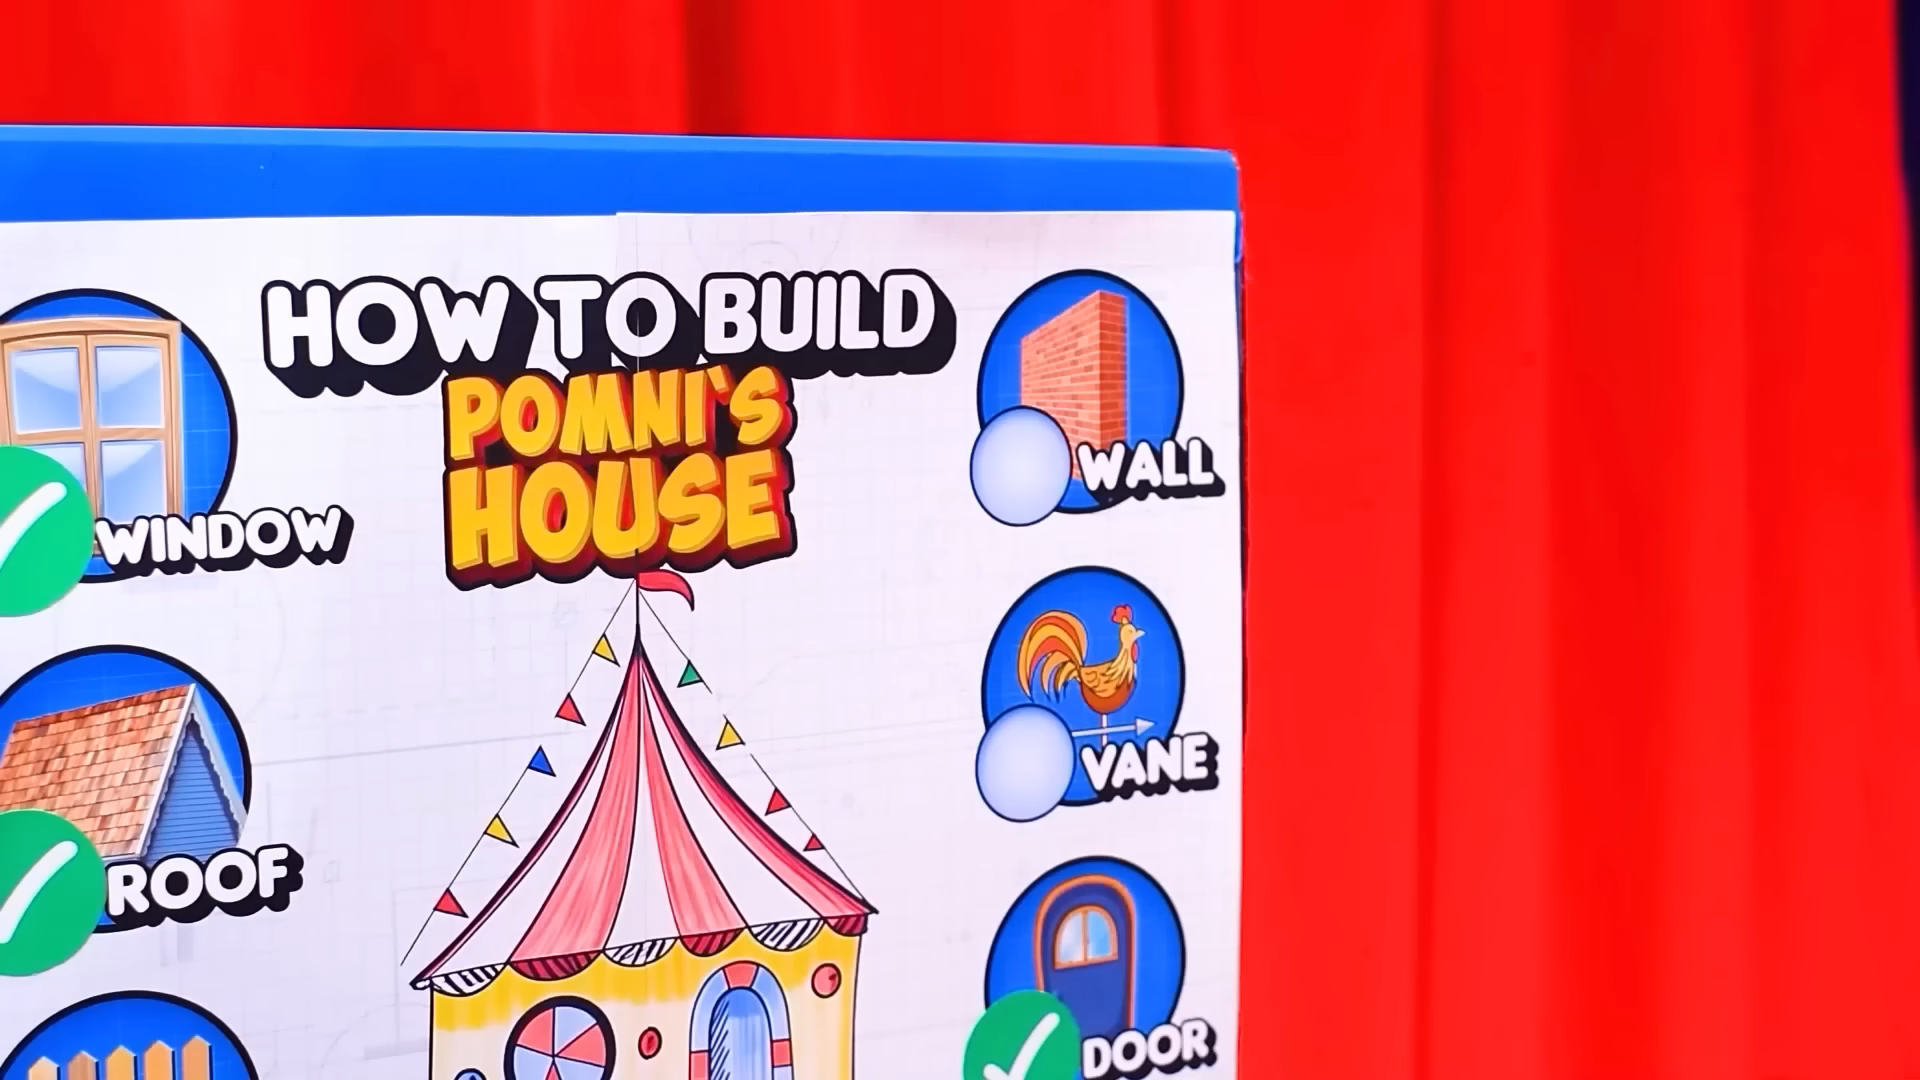 HOW TO BUILD
POMNI'S
HOUSE
WINDOW
ROOF
WALL
VANE
DOOR